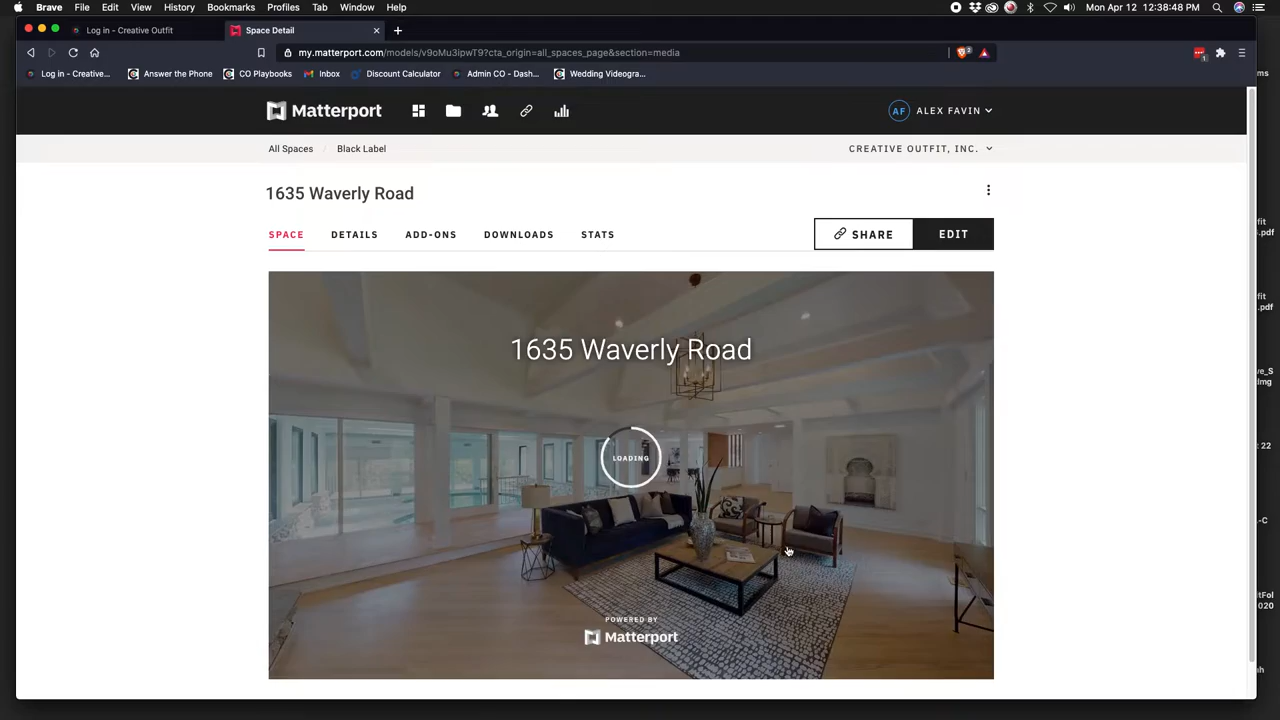 Brave File Edit View History Bookmarks Profiles Tab Window Help Mon Apr 12 12:38:48 PM
Log in - Creative Outfit
Space Detail
my.matterport.com/models/v9oMu3ipwT9?cta_origin=all_spaces_page&section=media
2
1
Log in - Creative... Answer the Phone CO Playbooks Inbox Discount Calculator Admin CO - Dash... Wedding Videogra...
Matterport
AF ALEX FAVIN
All Spaces / Black Label
CREATIVE OUTFIT, INC.
1635 Waverly Road
SPACE DETAILS ADD-ONS DOWNLOADS STATS
SHARE EDIT
1635 Waverly Road
LOADING
POWERED BY
Matterport